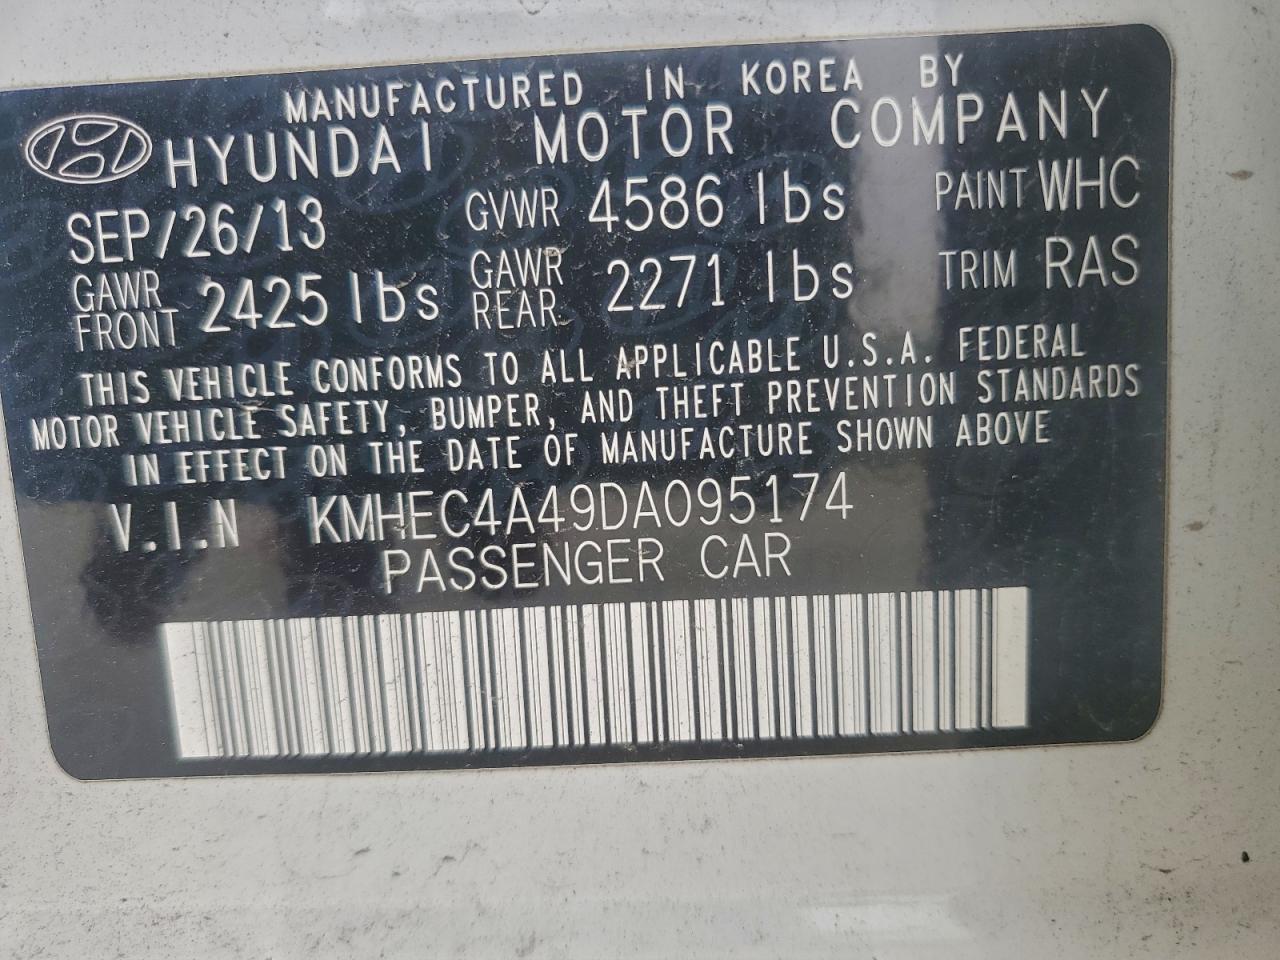 MANUFACTURED IN KOREA BY
HYUNDAI MOTOR COMPANY
SEP/26/13 GVWR 4586 lbs PAINT WHC
GAWR FRONT 2425 lbs GAWR REAR 2271 lbs TRIM RAS
THIS VEHICLE CONFORMS TO ALL APPLICABLE U.S.A. FEDERAL
MOTOR VEHICLE SAFETY, BUMPER, AND THEFT PREVENTION STANDARDS
IN EFFECT ON THE DATE OF MANUFACTURE SHOWN ABOVE
V.I.N KMHEC4A49DA095174
PASSENGER CAR